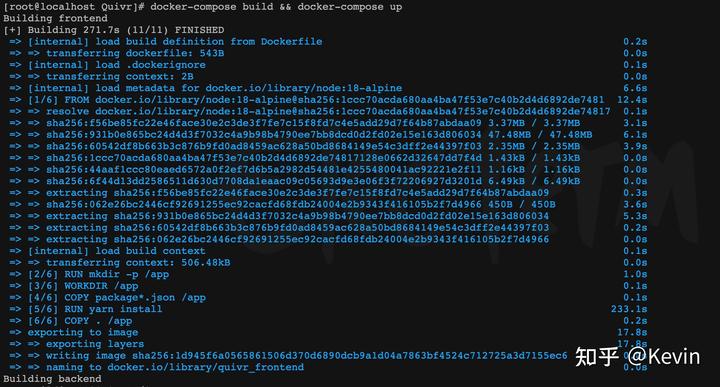 [root@localhost Quivr]# docker-compose build && docker-compose up
Building frontend
[+] Building 271.7s (11/11) FINISHED
=> [internal] load build definition from Dockerfile 0.2s
=> => transferring dockerfile: 543B 0.0s
=> [internal] load .dockerignore 0.1s
=> => transferring context: 2B 0.0s
=> [internal] load metadata for docker.io/library/node:18-alpine 6.6s
=> [1/6] FROM docker.io/library/node:18-alpine@sha256:1ccc70acda680aa4ba47f53e7c40b2d4d6892de7481 12.4s
=> => resolve docker.io/library/node:18-alpine@sha256:1ccc70acda680aa4ba47f53e7c40b2d4d6892de74817 0.1s
=> => sha256:f56be85fc22e46face30e2c3de3f7fe7c15f8fd7c4e5add29d7f64b87abdaa09 3.37MB / 3.37MB 3.1s
=> => sha256:931b0e865bc24d4d3f7032c4a9b98b4790ee7bb8dcd0d2fd02e15e163d806034 47.48MB / 47.48MB 6.1s
=> => sha256:60542df8b663b3c876b9fd0ad8459ac628a50bd8684149e54c3dff2e44397f03 2.35MB / 2.35MB 3.9s
=> => sha256:1ccc70acda680aa4ba47f53e7c40b2d4d6892de74817128e0662d32647dd7f4d 1.43kB / 1.43kB 0.0s
=> => sha256:44aaf1ccc80eaed6572a0f2ef7d6b5a2982d54481e4255480041ac92221e2f11 1.16kB / 1.16kB 0.0s
=> => sha256:6f44d13dd2586511d630d7708da1eaac09c05693d9e3e06f3f72206927d3201d 6.49kB / 6.49kB 0.0s
=> => extracting sha256:f56be85fc22e46face30e2c3de3f7fe7c15f8fd7c4e5add29d7f64b87abdaa09 0.3s
=> => sha256:062e26bc2446cf92691255ec92cacfd68fdb24004e2b9343f416105b2f7d4966 450B / 450B 3.6s
=> => extracting sha256:931b0e865bc24d4d3f7032c4a9b98b4790ee7bb8dcd0d2fd02e15e163d806034 5.3s
=> => extracting sha256:60542df8b663b3c876b9fd0ad8459ac628a50bd8684149e54c3dff2e44397f03 0.2s
=> => extracting sha256:062e26bc2446cf92691255ec92cacfd68fdb24004e2b9343f416105b2f7d4966 0.0s
=> [internal] load build context 0.1s
=> => transferring context: 506.48kB 0.0s
=> [2/6] RUN mkdir -p /app 1.0s
=> [3/6] WORKDIR /app 0.1s
=> [4/6] COPY package*.json /app 0.1s
=> [5/6] RUN yarn install 233.1s
=> [6/6] COPY . /app 0.2s
=> exporting to image 17.8s
=> => exporting layers 17.8s
=> => writing image sha256:1d945f6a0565861506d370d6890dcb9a1d04a7863bf4524c712725a3d7155ec6
=> => naming to docker.io/library/quivr_frontend 0.0s
Building backend
知乎 @Kevin